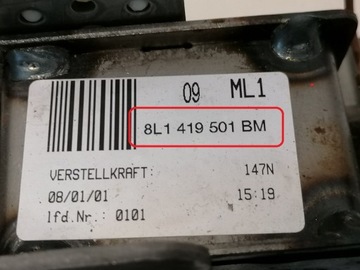 09 ML1
8L1 419 501 BM
VERSTELLKRAFT: 147N
08/01/01 15:19
lfd.Nr.: 0101